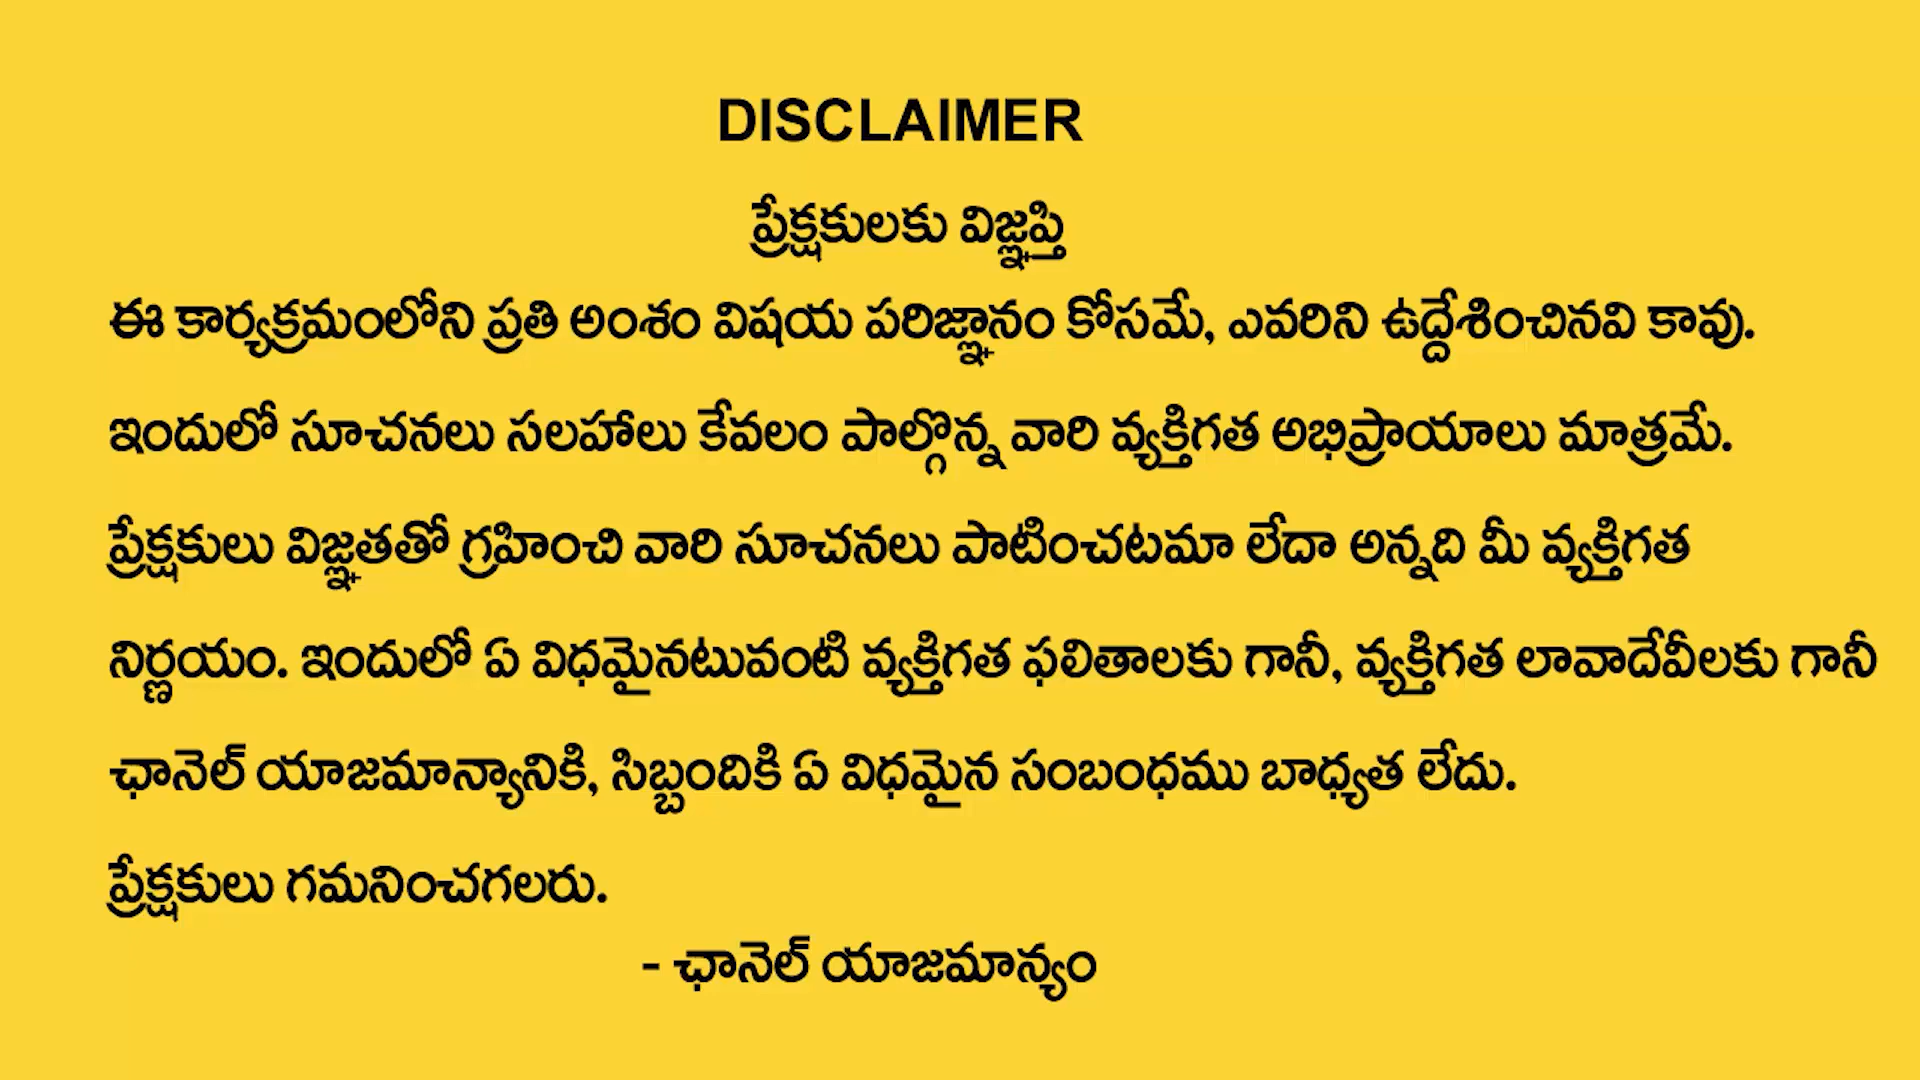 DISCLAIMER
ప్రేక్షకులకు విజ్ఞప్తి
ఈ కార్యక్రమంలోని ప్రతి అంశం విషయ పరిజ్ఞానం కోసమే, ఎవరిని ఉద్దేశించినవి కావు.
ఇందులో సూచనలు సలహాలు కేవలం పాల్గొన్న వారి వ్యక్తిగత అభిప్రాయాలు మాత్రమే.
ప్రేక్షకులు విజ్ఞతతో గ్రహించి వారి సూచనలు పాటించటమా లేదా అన్నది మీ వ్యక్తిగత
నిర్ణయం. ఇందులో ఏ విధమైనటువంటి వ్యక్తిగత ఫలితాలకు గానీ, వ్యక్తిగత లావాదేవీలకు గానీ
ఛానెల్ యాజమాన్యానికి, సిబ్బందికి ఏ విధమైన సంబంధము బాధ్యత లేదు.
ప్రేక్షకులు గమనించగలరు.
- ఛానెల్ యాజమాన్యం